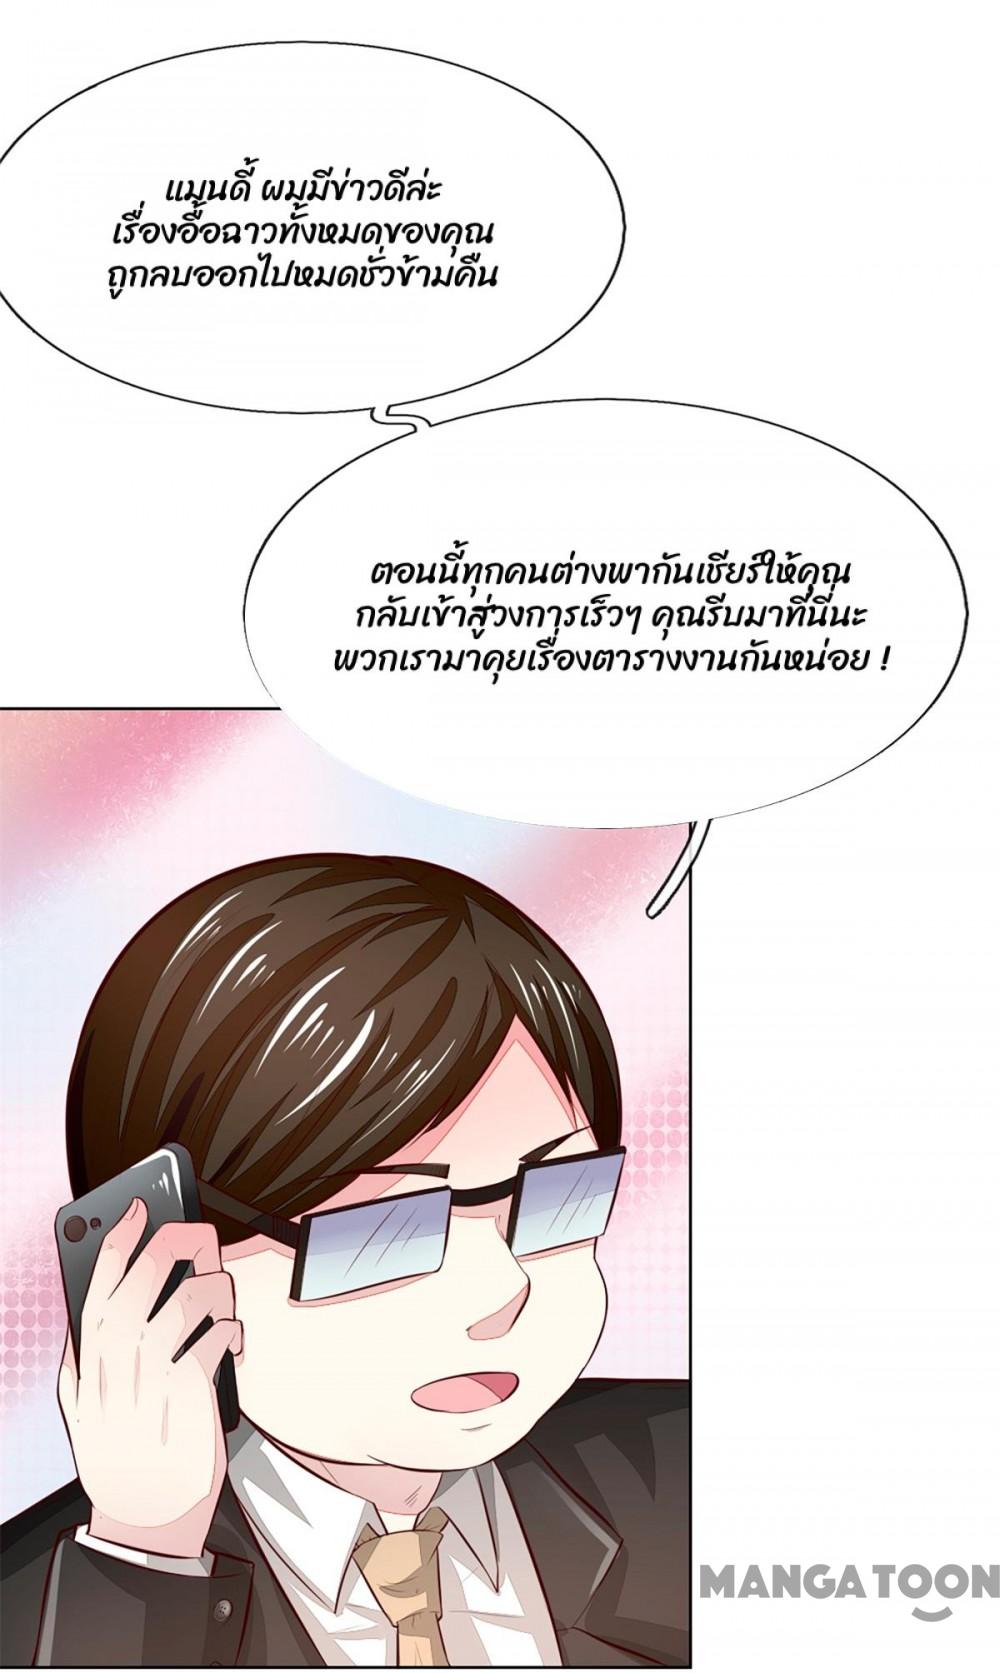 แมนดี้ ผมมีข่าวดีล่ะ
เรื่องอื้อฉาวทั้งหมดของคุณ
ถูกลบออกไปหมดชั่วข้ามคืน
ตอนนี้ทุกคนต่างพากันเชียร์ให้คุณ
กลับเข้าสู่วงการเร็วๆ คุณรีบมาที่นี่นะ
พวกเรามาคุยเรื่องตารางงานกันหน่อย !
MANGATOON